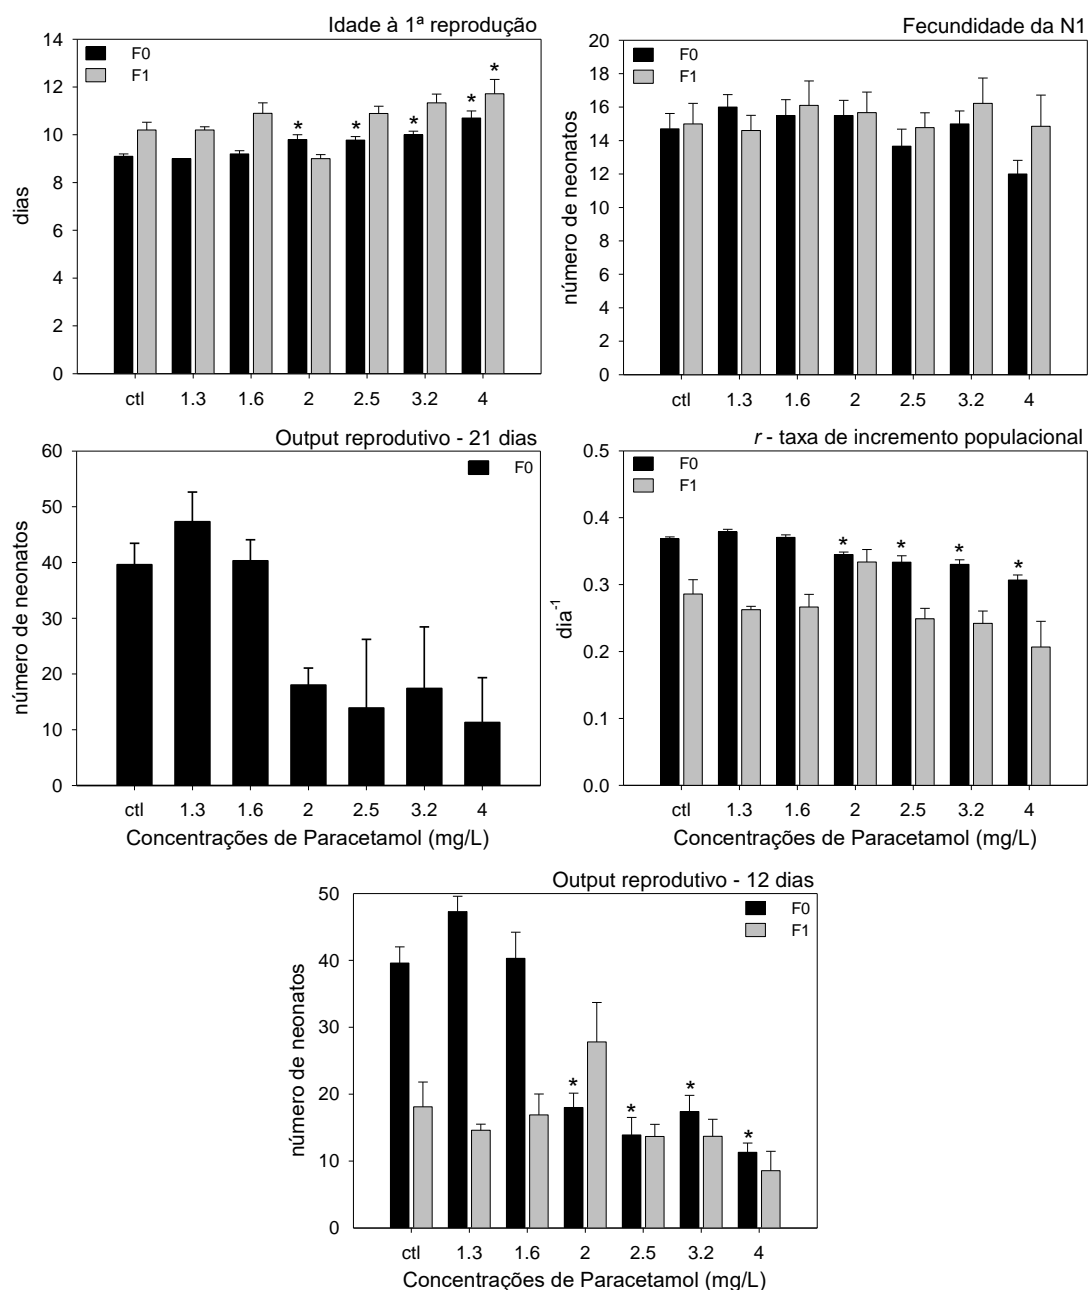 Idade à 1ª reprodução
F0
F1
dias
14
12
10
8
6
4
2
0
* * * * *
ctl 1.3 1.6 2 2.5 3.2 4
Fecundidade da N1
F0
F1
número de neonatos
20
18
16
14
12
10
8
6
4
2
0
ctl 1.3 1.6 2 2.5 3.2 4
Output reprodutivo - 21 dias
F0
número de neonatos
60
50
40
30
20
10
0
ctl 1.3 1.6 2 2.5 3.2 4
Concentrações de Paracetamol (mg/L)
r - taxa de incremento populacional
F0
F1
dia⁻¹
0.5
0.4
0.3
0.2
0.1
0.0
* * * *
ctl 1.3 1.6 2 2.5 3.2 4
Concentrações de Paracetamol (mg/L)
Output reprodutivo - 12 dias
F0
F1
número de neonatos
50
40
30
20
10
0
* * * *
ctl 1.3 1.6 2 2.5 3.2 4
Concentrações de Paracetamol (mg/L)